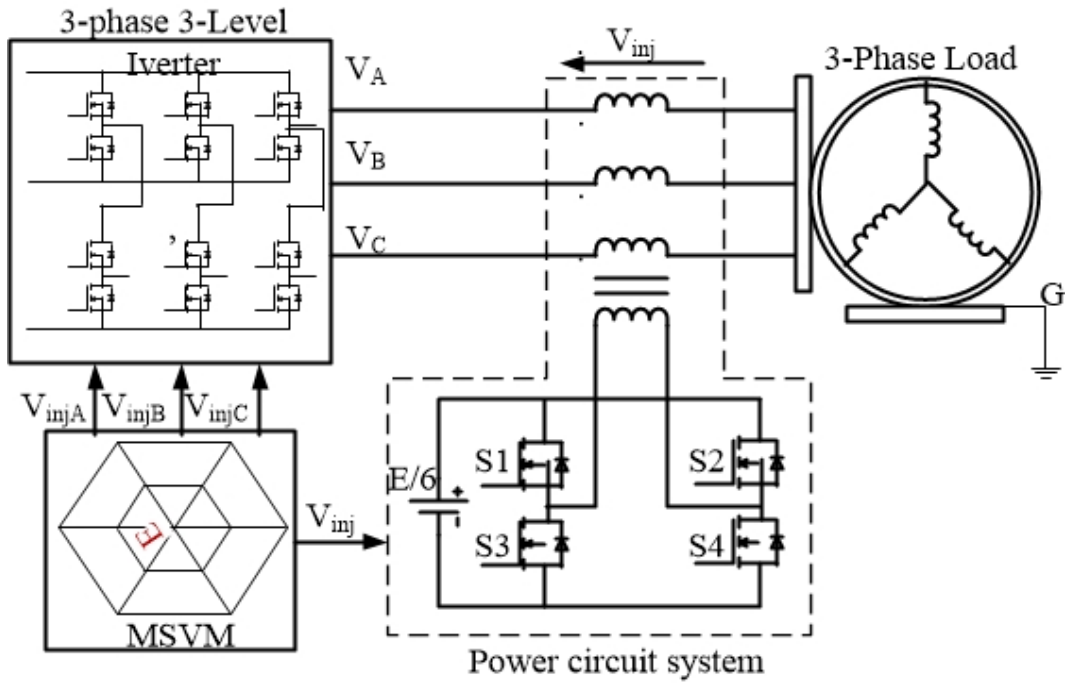 3-phase 3-Level
Iverter
V_A
V_B
V_C
V_inj
3-Phase Load
G
V_injA V_injB V_injC
E
MSVM
V_inj
E/6
+
-
S1
S2
S3
S4
Power circuit system